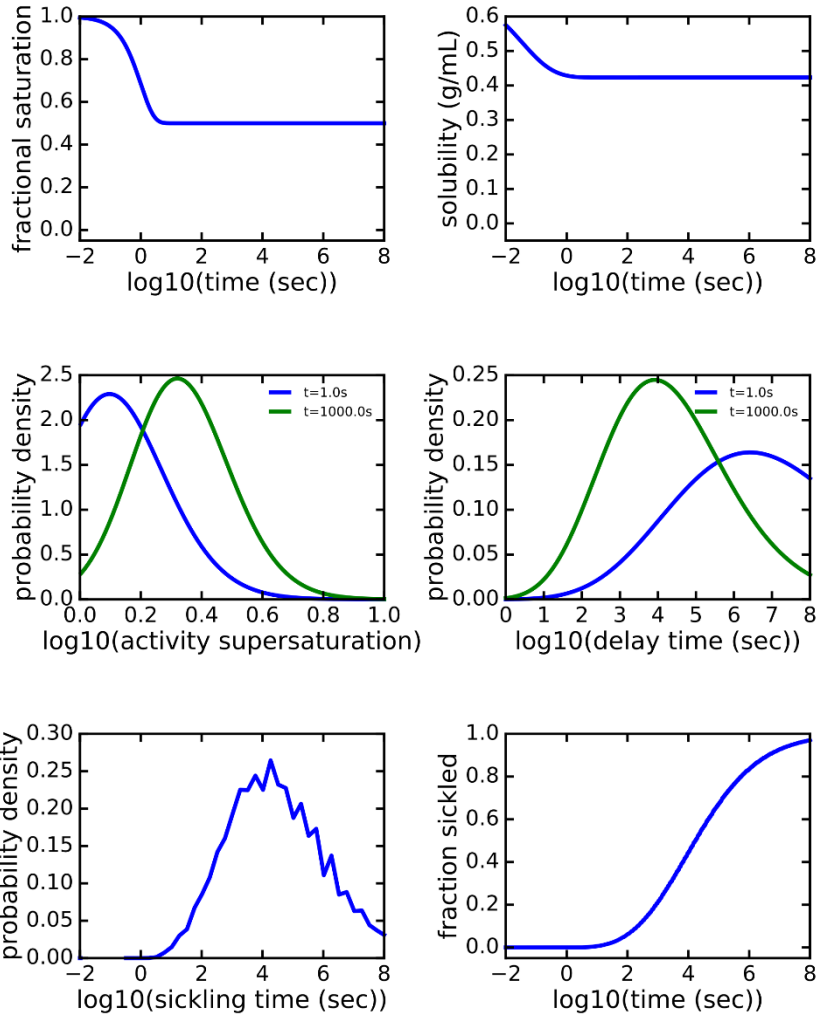 fractional saturation
1.0
0.8
0.6
0.4
0.2
0.0
−2 0 2 4 6 8
log10(time (sec))
solubility (g/mL)
0.6
0.5
0.4
0.3
0.2
0.1
0.0
−2 0 2 4 6 8
log10(time (sec))
probability density
2.5
2.0
1.5
1.0
0.5
0.0
t=1.0s
t=1000.0s
0.0 0.2 0.4 0.6 0.8 1.0
log10(activity supersaturation)
probability density
0.25
0.20
0.15
0.10
0.05
0.00
t=1.0s
t=1000.0s
0 1 2 3 4 5 6 7 8
log10(delay time (sec))
probability density
0.30
0.25
0.20
0.15
0.10
0.05
0.00
−2 0 2 4 6 8
log10(sickling time (sec))
fraction sickled
1.0
0.8
0.6
0.4
0.2
0.0
−2 0 2 4 6 8
log10(time (sec))